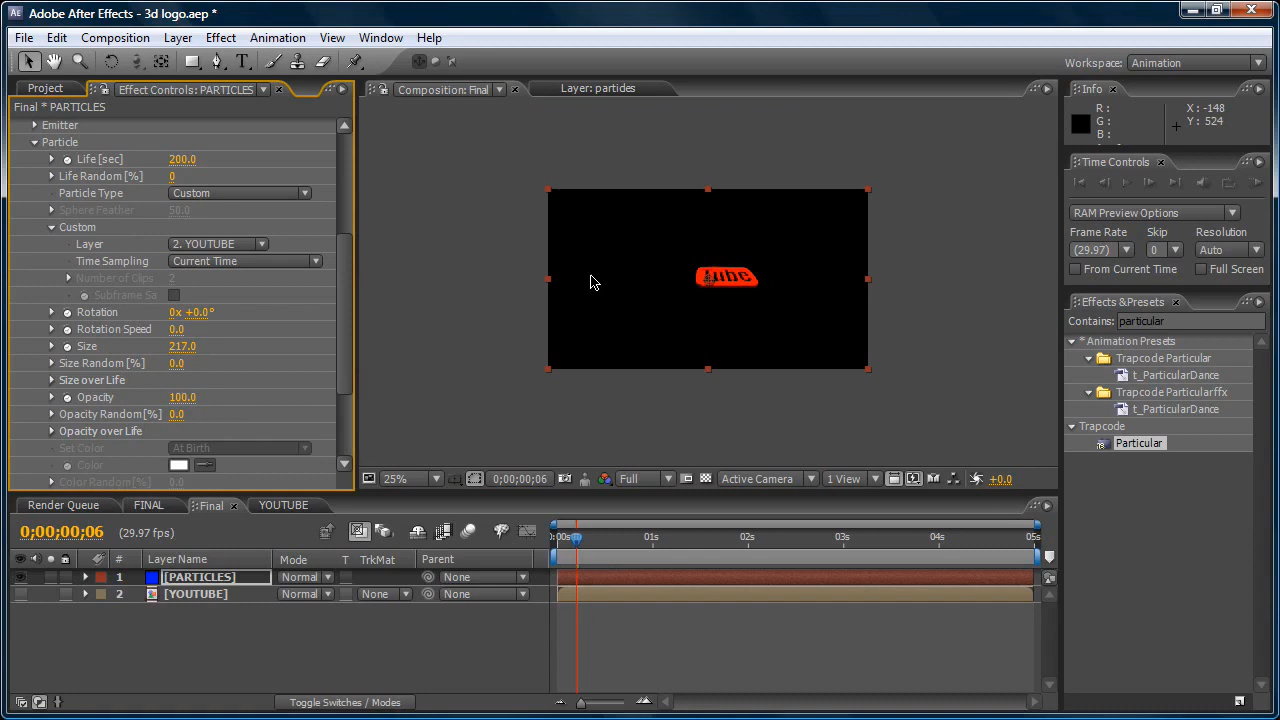 Adobe After Effects - 3d logo.aep *
File Edit Composition Layer Effect Animation View Window Help
Workspace: Animation
Project
Effect Controls: PARTICLES
Final * PARTICLES
Emitter
Particle
Life [sec] 200.0
Life Random [%] 0
Particle Type Custom
Sphere Feather 50.0
Custom
Layer 2. YOUTUBE
Time Sampling Current Time
Number of Clips 2
Subframe Sa
Rotation 0x +0.0°
Rotation Speed 0.0
Size 217.0
Size Random [%] 0.0
Size over Life
Opacity 100.0
Opacity Random [%] 0.0
Opacity over Life
Set Color At Birth
Color
Color Random [%] 0.0
Composition: Final
Layer: particles
Tube
25% 0;00;00;06 Full Active Camera 1 View +0.0
Info
R :
G :
B :
X : -148
Y : 524
Time Controls
RAM Preview Options
Frame Rate Skip Resolution
(29.97) 0 Auto
From Current Time Full Screen
Effects & Presets
Contains: particular
* Animation Presets
Trapcode Particular
t_ParticularDance
Trapcode Particularffx
t_ParticularDance
Trapcode
Particular
Render Queue FINAL Final YOUTUBE
0;00;00;06 (29.97 fps)
01s 02s 03s 04s 05s
# Layer Name Mode T TrkMat Parent
1 [PARTICLES] Normal None
2 [YOUTUBE] Normal None None
Toggle Switches / Modes